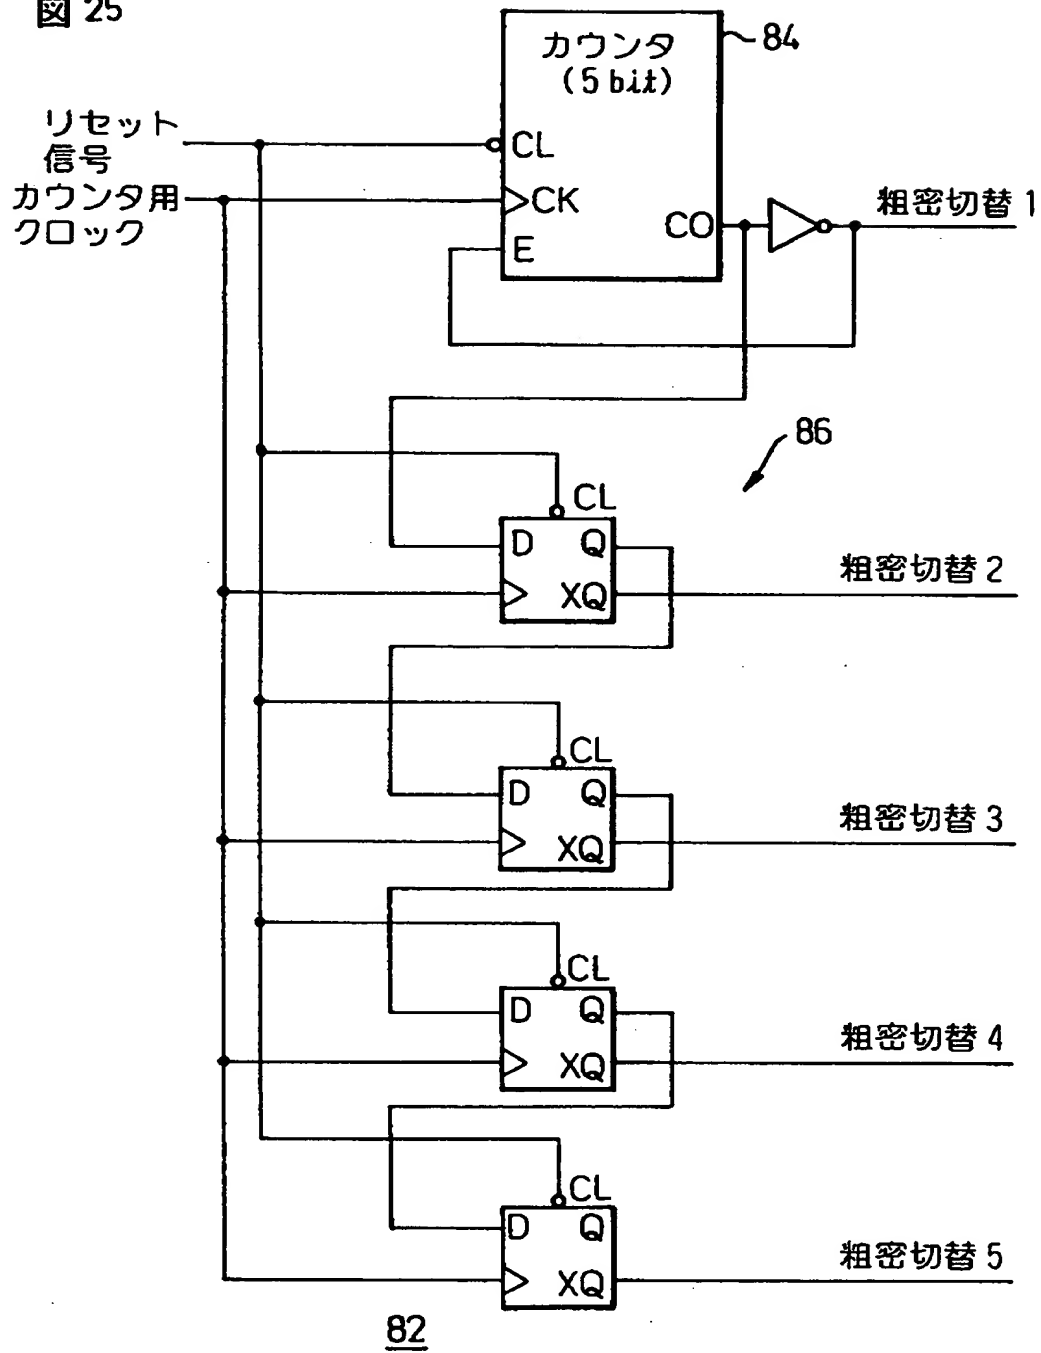 図 25
カウンタ
(5 bit)
84
リセット
信号
カウンタ用
クロック
CL
CK
E
CO
粗密切替 1
86
CL
D
Q
XQ
粗密切替 2
CL
D
Q
XQ
粗密切替 3
CL
D
Q
XQ
粗密切替 4
CL
D
Q
XQ
粗密切替 5
82